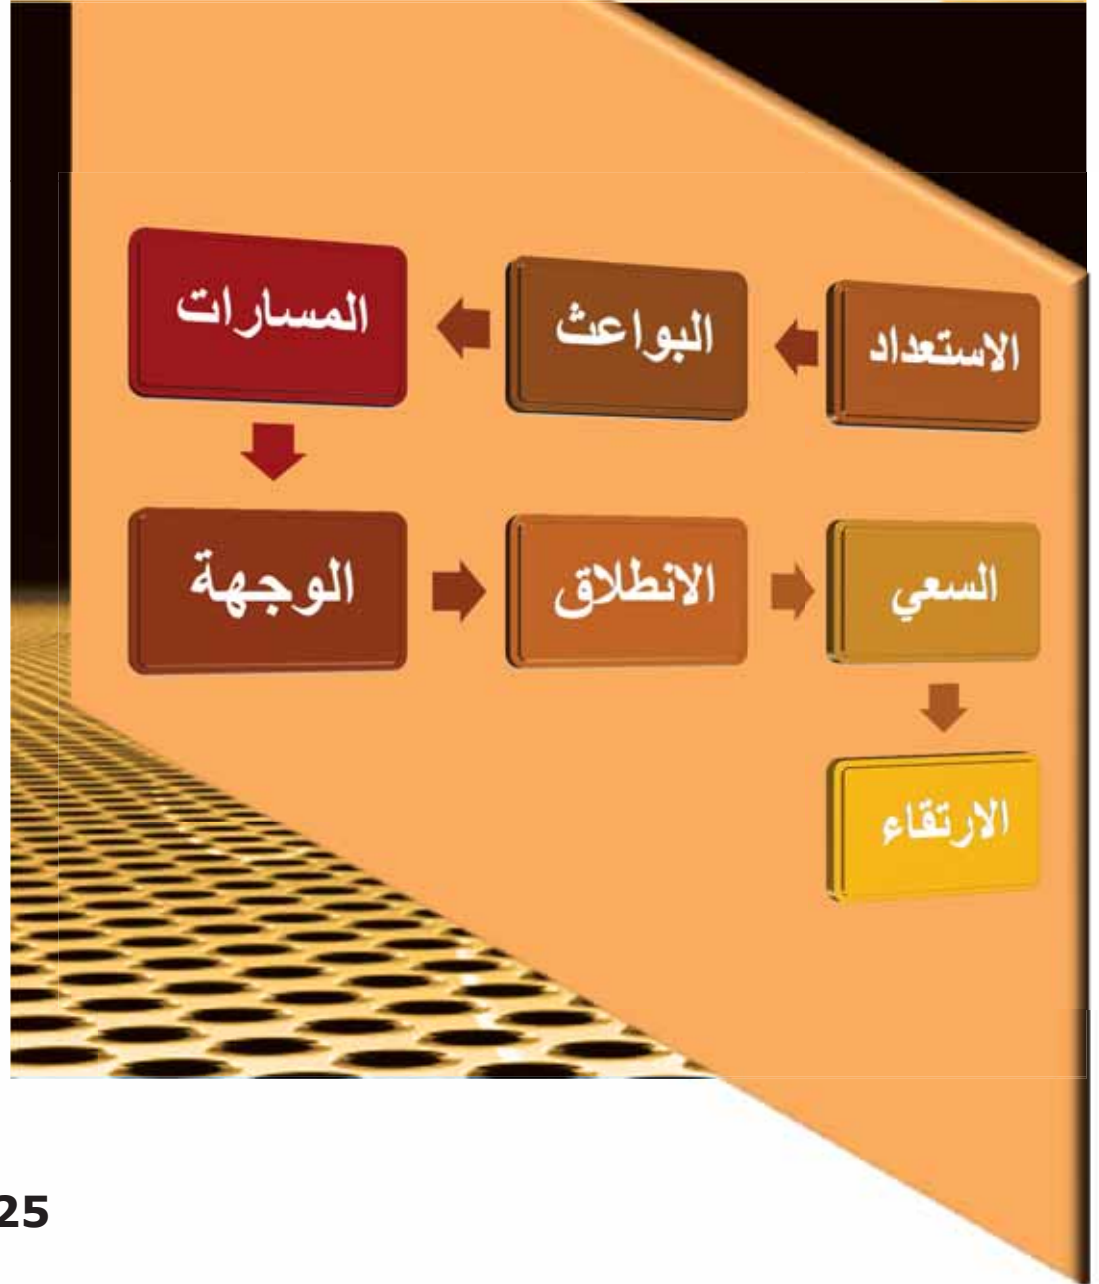 الاستعداد
البواعث
المسارات
الوجهة
الانطلاق
السعي
الارتقاء
25